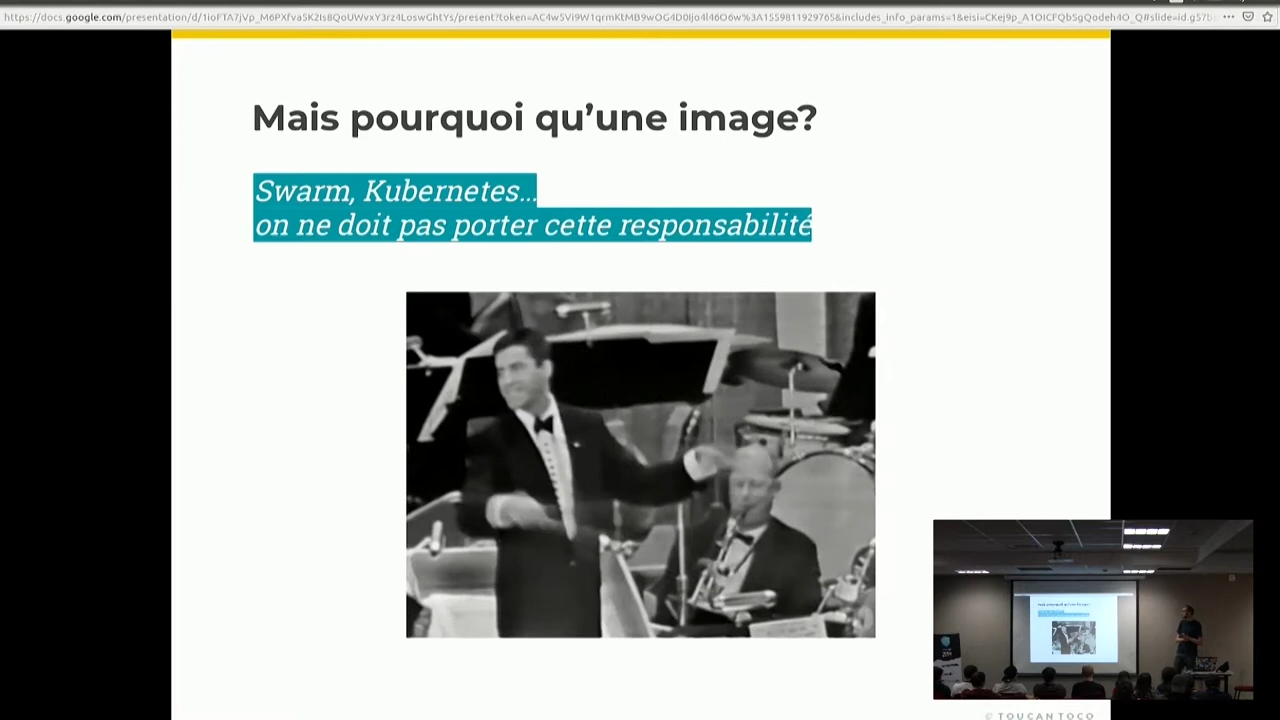 Mais pourquoi qu’une image?
Swarm, Kubernetes...
on ne doit pas porter cette responsabilité
© TOUCAN TOCO